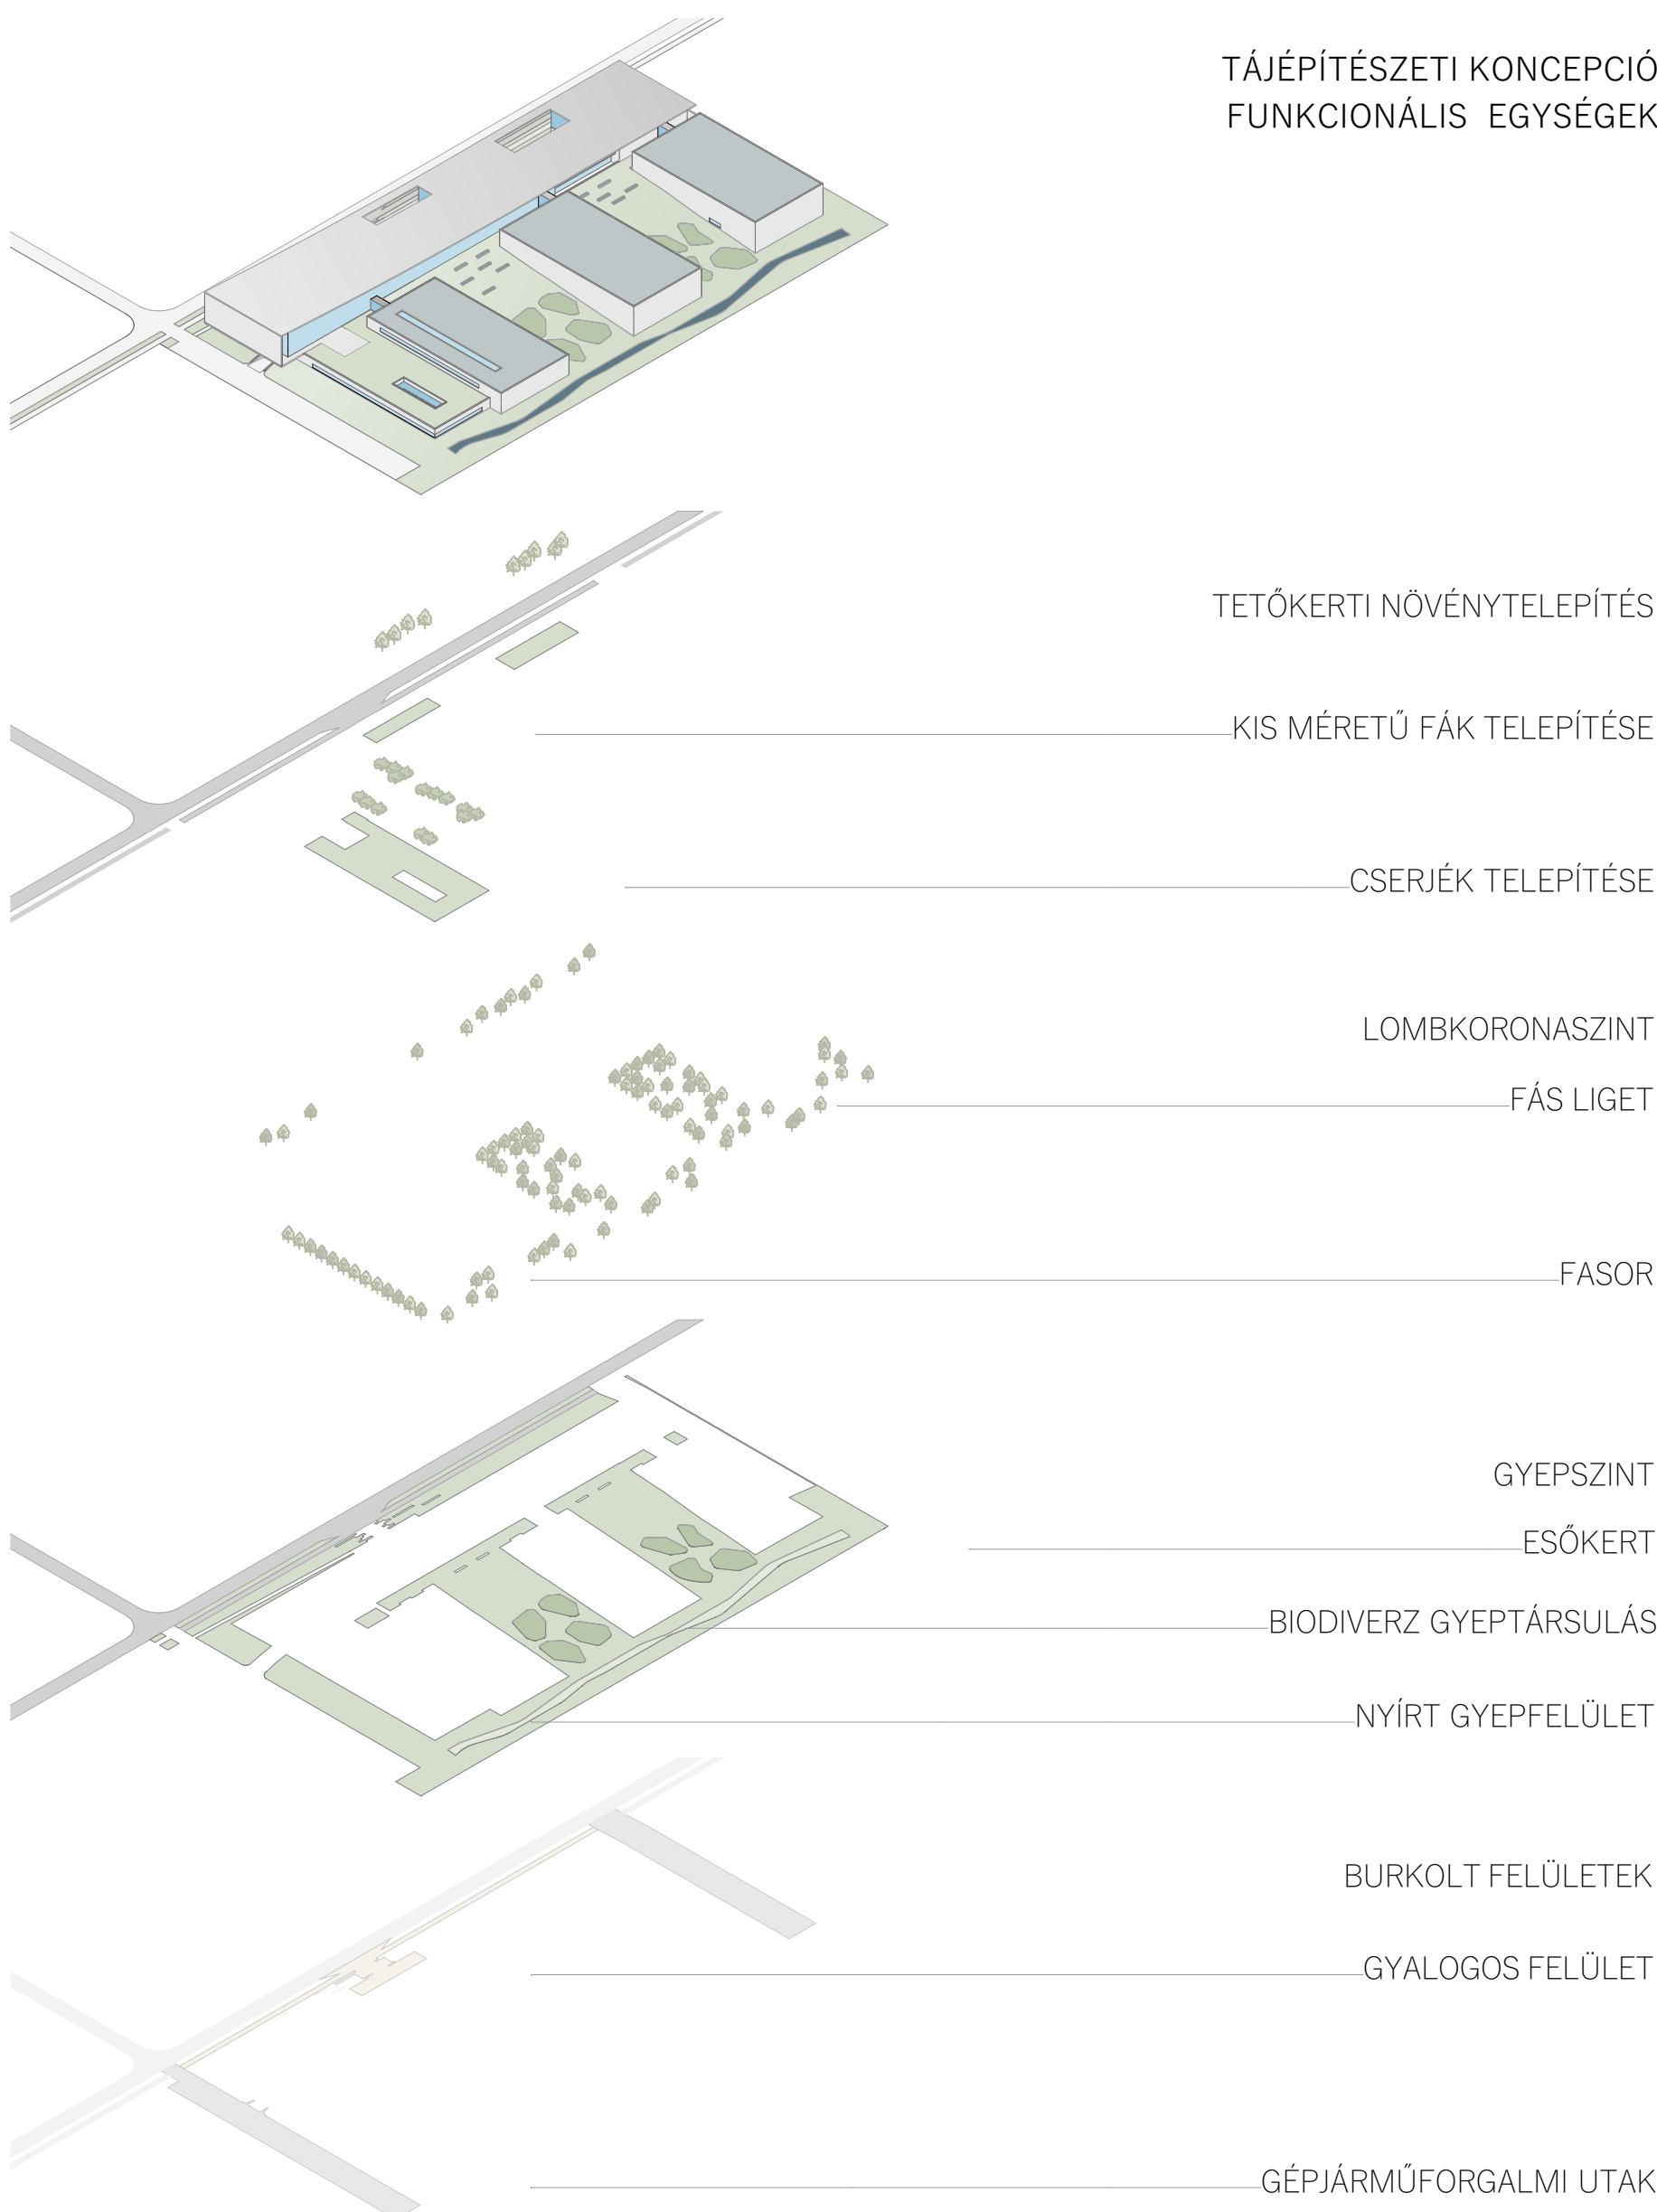 TÁJÉPÍTÉSZETI KONCEPCIÓ
FUNKCIONÁLIS EGYSÉGEK
TETŐKERTI NÖVÉNYTELEPÍTÉS
KIS MÉRETŰ FÁK TELEPÍTÉSE
CSERJÉK TELEPÍTÉSE
LOMBKORONASZINT
FÁS LIGET
FASOR
GYEPSZINT
ESŐKERT
BIODIVERZ GYEPTÁRSULÁS
NYÍRT GYEPFELÜLET
BURKOLT FELÜLETEK
GYALOGOS FELÜLET
GÉPJÁRMŰFORGALMI UTAK